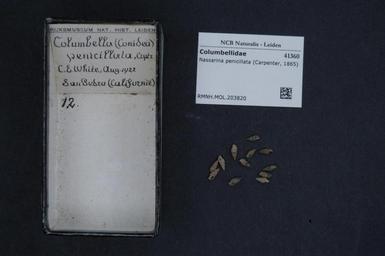 RIJKSMUSEUM NAT. HIST. LEIDEN
Columbella (Conidea)
penicillata, Cpr.
C.S. White, Aug. 1922
San Pedro (California)
12.
NCB Naturalis - Leiden
Columbellidae 41360
Nassarina penicillata (Carpenter, 1865)
RMNH.MOL.203820